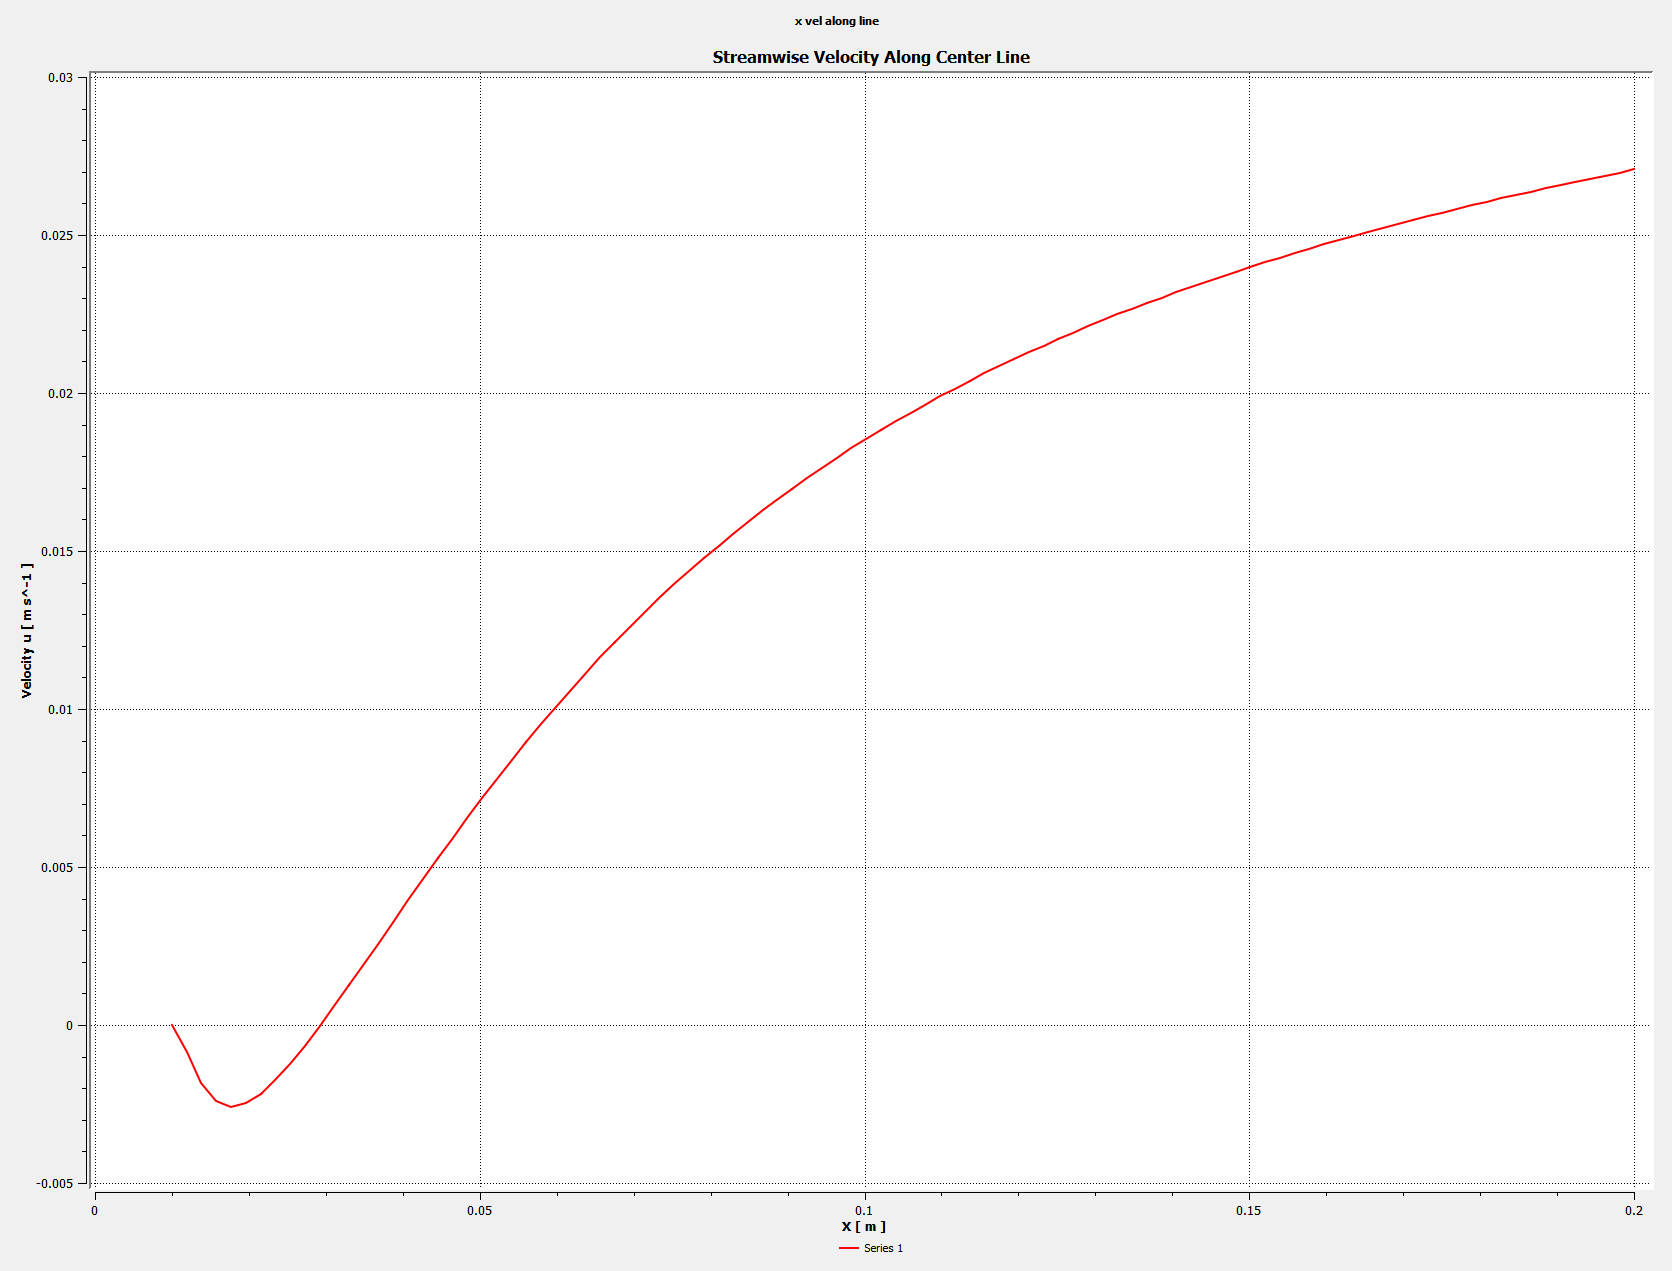 x vel along line
Streamwise Velocity Along Center Line
0.03
0.025
0.02
0.015
0.01
0.005
0
-0.005
Velocity u [ m s^-1 ]
0 0.05 0.1 0.15 0.2
X [ m ]
Series 1